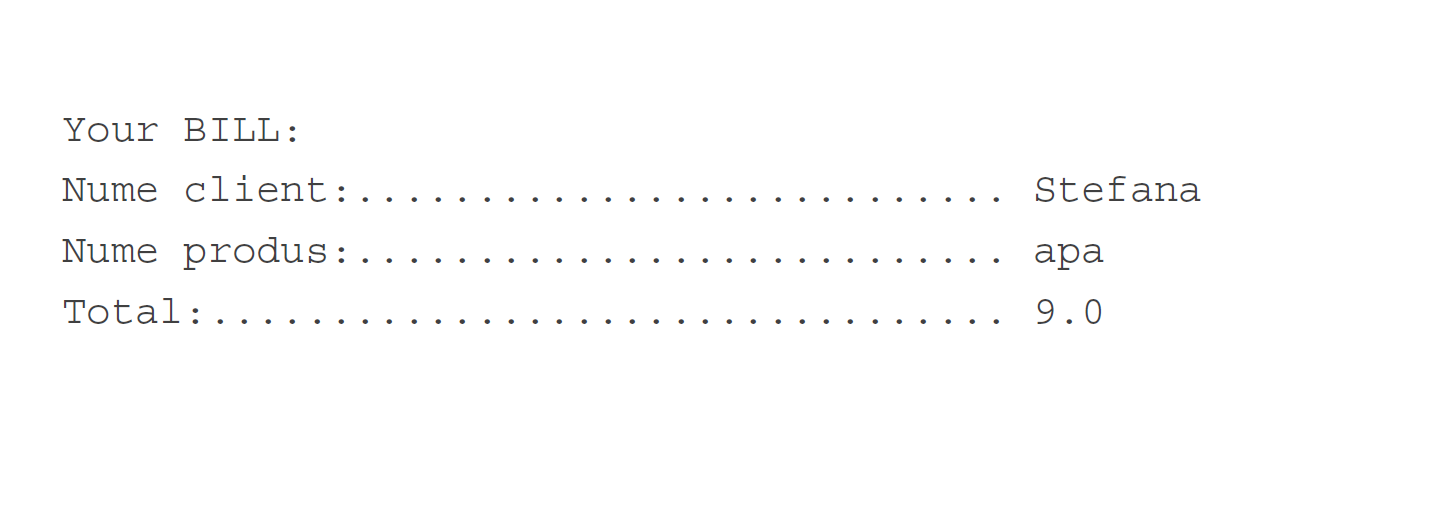 Your BILL:
Nume client:........................... Stefana
Nume produs:........................... apa
Total:................................. 9.0